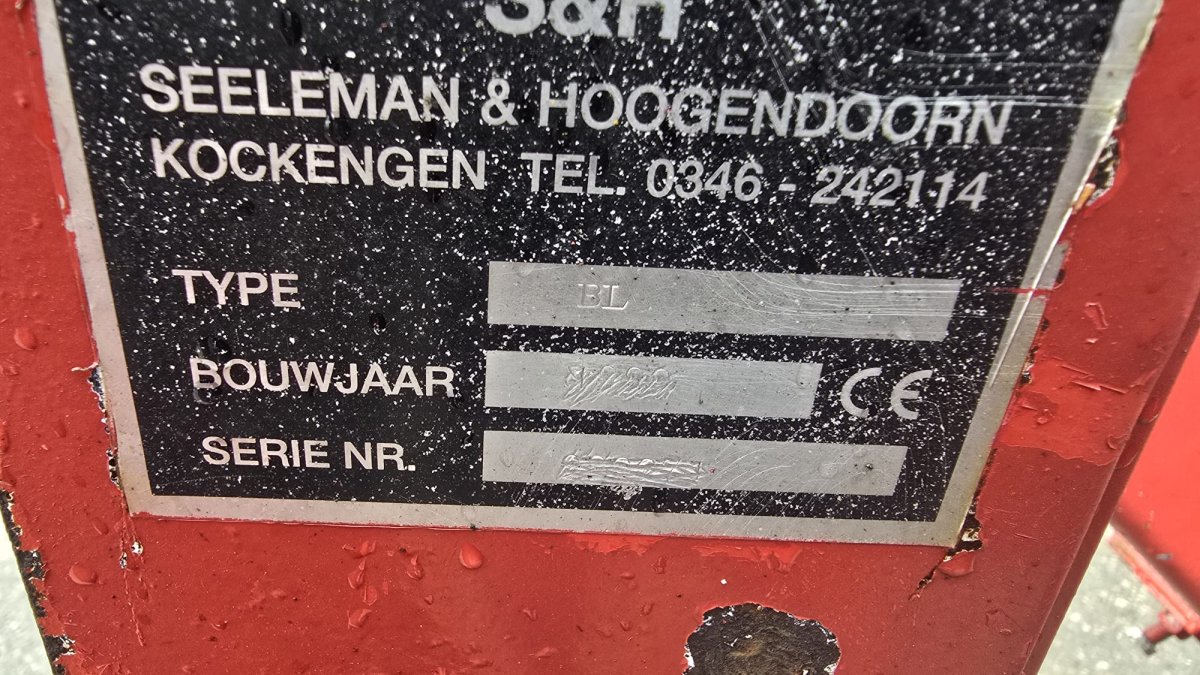 S&H
SEELEMAN & HOOGENDOORN
KOCKENGEN TEL. 0346 - 242114
TYPE BL
BOUWJAAR CE
SERIE NR.